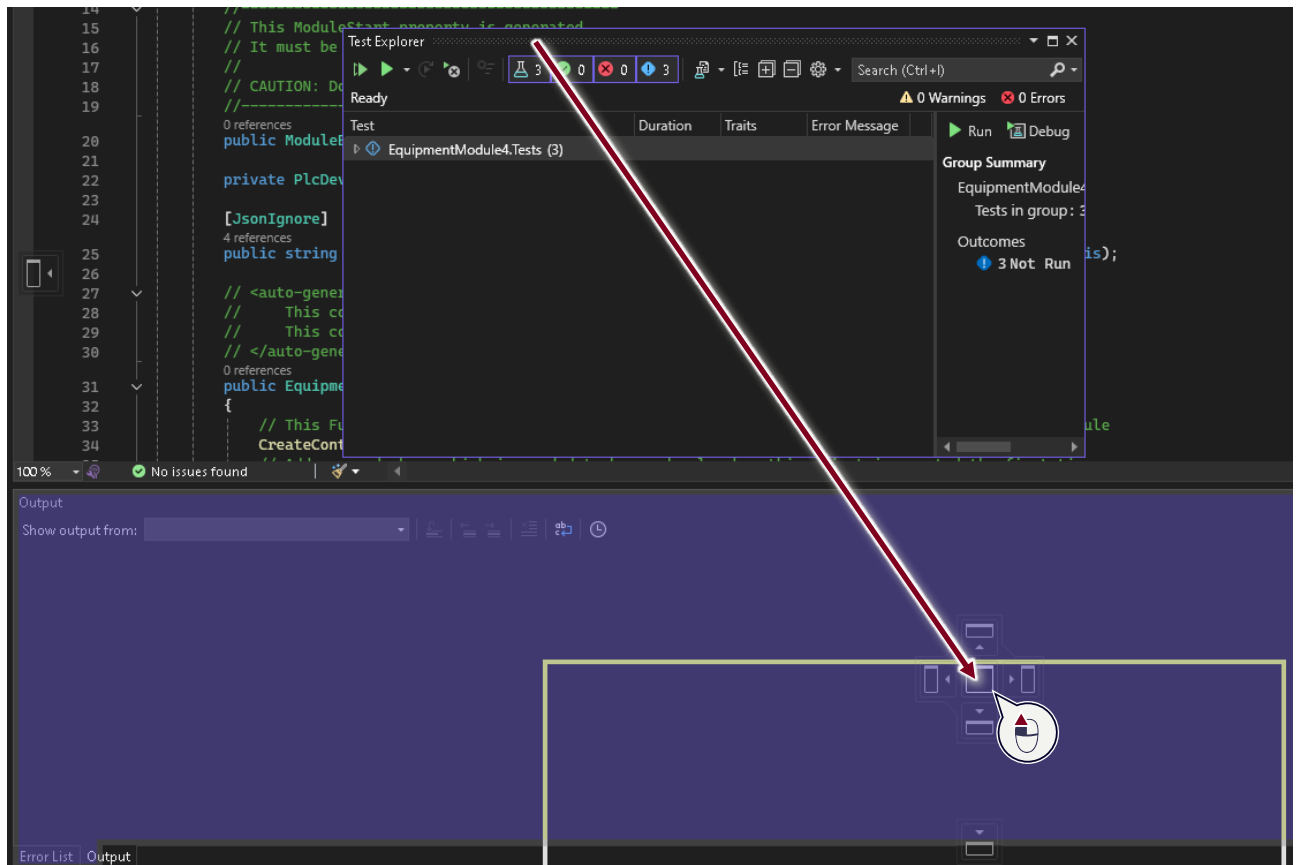 14 //-------------------------------------------
15 // This ModuleStart property is generated
16 // It must be
17 //
18 // CAUTION: Do
19 //
0 references
20 public ModuleE
21
22 private PlcDev
23
24 [JsonIgnore]
4 references
25 public string is);
26
27 // <auto-gener
28 // This co
29 // This co
30 // </auto-gene
0 references
31 public Equipme
32 {
33 // This Fu ule
34 CreateCont
Test Explorer
3 0 0 3 Search (Ctrl+I)
Ready 0 Warnings 0 Errors
Test Duration Traits Error Message
EquipmentModule4.Tests (3)
Run Debug
Group Summary
EquipmentModule4
Tests in group: 3
Outcomes
3 Not Run
100 % No issues found
Output
Show output from:
Error List Output